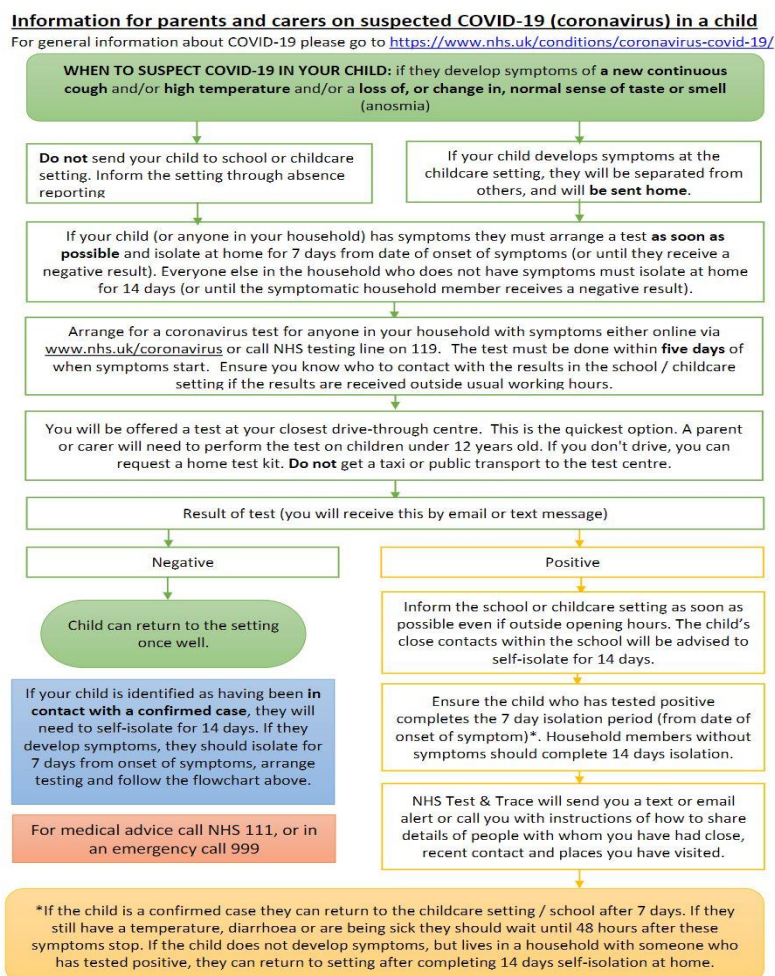 Information for parents and carers on suspected COVID-19 (coronavirus) in a child
For general information about COVID-19 please go to https://www.nhs.uk/conditions/coronavirus-covid-19/
WHEN TO SUSPECT COVID-19 IN YOUR CHILD: if they develop symptoms of a new continuous
cough and/or high temperature and/or a loss of, or change in, normal sense of taste or smell
(anosmia)
Do not send your child to school or childcare
setting. Inform the setting through absence
reporting
If your child develops symptoms at the
childcare setting, they will be separated from
others, and will be sent home.
If your child (or anyone in your household) has symptoms they must arrange a test as soon as
possible and isolate at home for 7 days from date of onset of symptoms (or until they receive a
negative result). Everyone else in the household who does not have symptoms must isolate at home
for 14 days (or until the symptomatic household member receives a negative result).
Arrange for a coronavirus test for anyone in your household with symptoms either online via
www.nhs.uk/coronavirus or call NHS testing line on 119. The test must be done within five days of
when symptoms start. Ensure you know who to contact with the results in the school / childcare
setting if the results are received outside usual working hours.
You will be offered a test at your closest drive-through centre. This is the quickest option. A parent
or carer will need to perform the test on children under 12 years old. If you don't drive, you can
request a home test kit. Do not get a taxi or public transport to the test centre.
Result of test (you will receive this by email or text message)
Negative
Child can return to the setting
once well.
If your child is identified as having been in
contact with a confirmed case, they will
need to self-isolate for 14 days. If they
develop symptoms, they should isolate for
7 days from onset of symptoms, arrange
testing and follow the flowchart above.
For medical advice call NHS 111, or in
an emergency call 999
Positive
Inform the school or childcare setting as soon as
possible even if outside opening hours. The child's
close contacts within the school will be advised to
self-isolate for 14 days.
Ensure the child who has tested positive
completes the 7 day isolation period (from date of
onset of symptom)*. Household members without
symptoms should complete 14 days isolation.
NHS Test & Trace will send you a text or email
alert or call you with instructions of how to share
details of people with whom you have had close,
recent contact and places you have visited.
*If the child is a confirmed case they can return to the childcare setting / school after 7 days. If they
still have a temperature, diarrhoea or are being sick they should wait until 48 hours after these
symptoms stop. If the child does not develop symptoms, but lives in a household with someone who
has tested positive, they can return to setting after completing 14 days self-isolation at home.